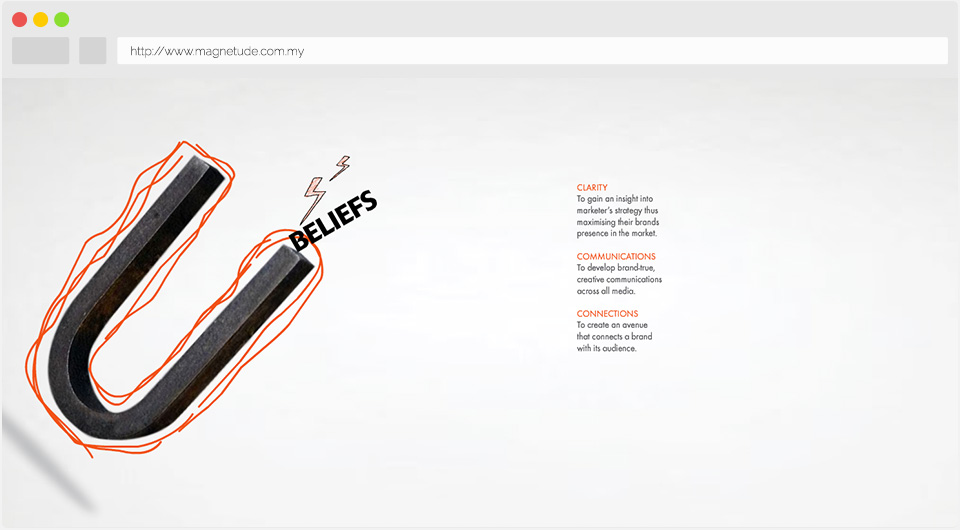 http://www.magnetude.com.my
BELIEFS
CLARITY
To gain an insight into
marketer's strategy thus
maximising their brands
presence in the market.
COMMUNICATIONS
To develop brand-true,
creative communications
across all media.
CONNECTIONS
To create an avenue
that connects a brand
with its audience.